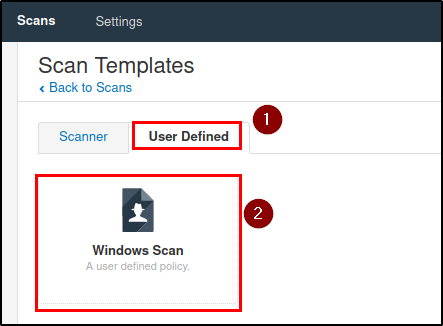 Scans Settings
Scan Templates
Back to Scans
Scanner User Defined 1
2
Windows Scan
A user defined policy.